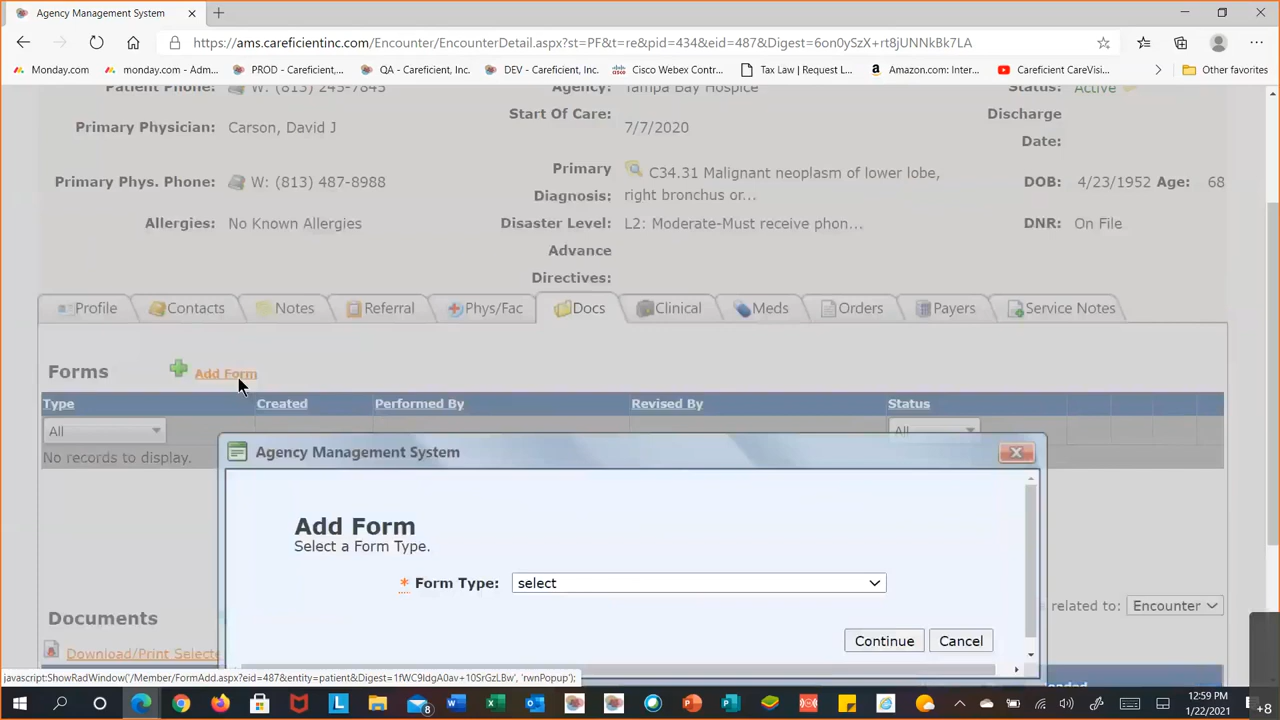 Agency Management System
https://ams.careficientinc.com/Encounter/EncounterDetail.aspx?st=PF&t=re&pid=434&eid=487&Digest=6on0ySzX+rt8jUNNkBk7LA
Monday.com
monday.com - Adm...
PROD - Careficient,...
QA - Careficient, Inc.
DEV - Careficient, Inc.
Cisco Webex Contr...
Tax Law | Request L...
Amazon.com: Inter...
Careficient CareVisi...
Other favorites
Patient Phone: W: (813) 245-7845 Agency: Tampa Bay Hospice Status: Active
Primary Physician: Carson, David J Start Of Care: 7/7/2020 Discharge Date:
Primary Phys. Phone: W: (813) 487-8988 Primary Diagnosis: C34.31 Malignant neoplasm of lower lobe, right bronchus or... DOB: 4/23/1952 Age: 68
Allergies: No Known Allergies Disaster Level: L2: Moderate-Must receive phon... DNR: On File
Advance Directives:
Profile Contacts Notes Referral Phys/Fac Docs Clinical Meds Orders Payers Service Notes
Forms Add Form
Type Created Performed By Revised By Status
All All
No records to display.
Agency Management System
Add Form
Select a Form Type.
* Form Type: select
Continue Cancel
Documents related to: Encounter
Download/Print Selecte
javascript:ShowRadWindow('/Member/FormAdd.aspx?eid=487&entity=patient&Digest=1fWC9IdgA0av+10SrGzLBw', 'rwnPopup');
8
12:59 PM
1/22/2021
+8